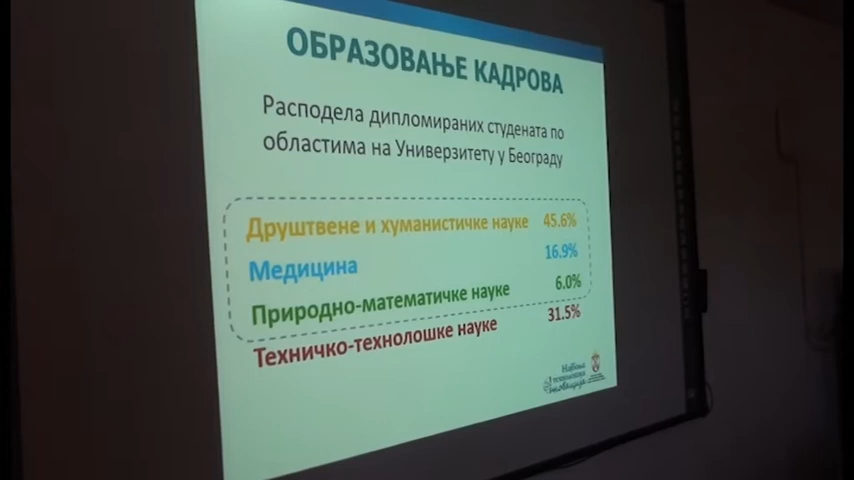 ОБРАЗОВАЊЕ КАДРОВА
Расподела дипломираних студената по
областима на Универзитету у Београду
Друштвене и хуманистичке науке 45.6%
Медицина 16.9%
Природно-математичке науке 6.0%
Техничко-технолошке науке 31.5%